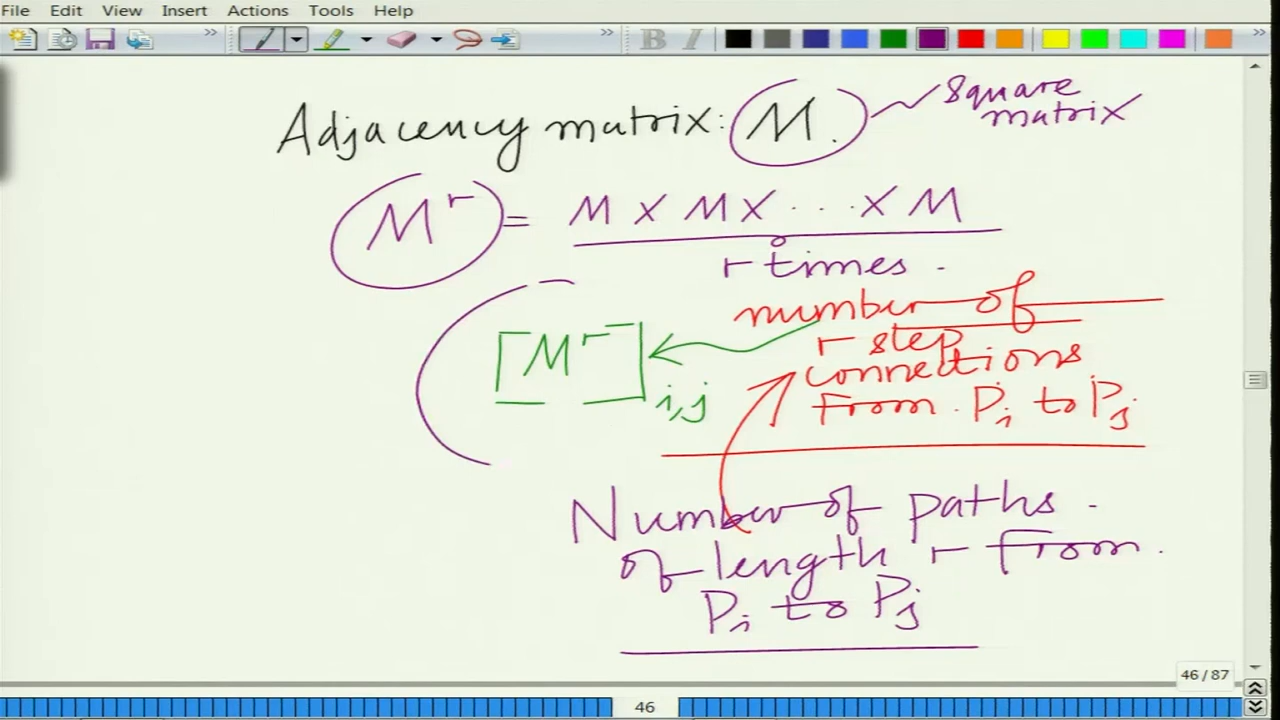 File Edit View Insert Actions Tools Help
B I
Adjacency matrix: M.
Square
matrix
M^r = M X M X . . . X M
r times .
number of
r step
connections
from P_i to P_j
[M^r]_{i,j}
Number of paths .
of length r from .
P_i to P_j
46 / 87
46